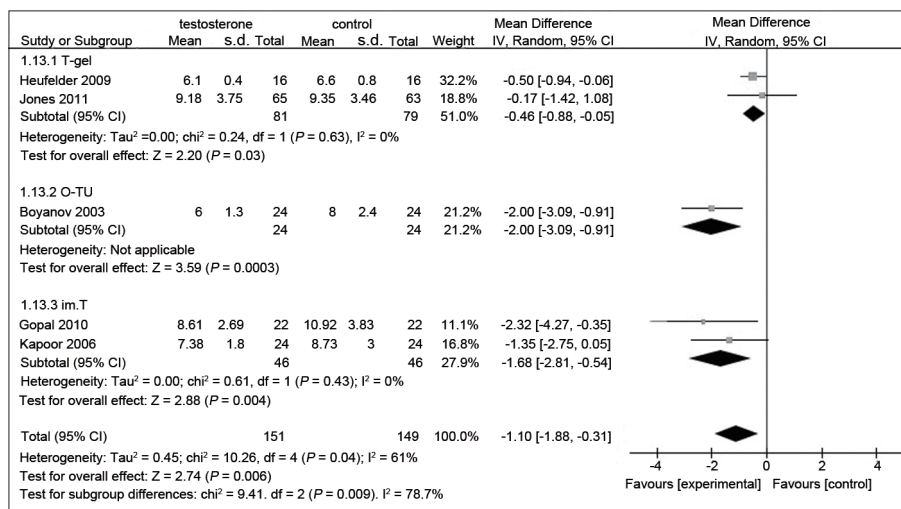 testosterone control Mean Difference Mean Difference
Sutdy or Subgroup Mean s.d. Total Mean s.d. Total Weight IV, Random, 95% CI IV, Random, 95% CI
1.13.1 T-gel
Heufelder 2009 6.1 0.4 16 6.6 0.8 16 32.2% -0.50 [-0.94, -0.06]
Jones 2011 9.18 3.75 65 9.35 3.46 63 18.8% -0.17 [-1.42, 1.08]
Subtotal (95% CI) 81 79 51.0% -0.46 [-0.88, -0.05]
Heterogeneity: Tau² =0.00; chi² = 0.24, df = 1 (P = 0.63), I² = 0%
Test for overall effect: Z = 2.20 (P = 0.03)
1.13.2 O-TU
Boyanov 2003 6 1.3 24 8 2.4 24 21.2% -2.00 [-3.09, -0.91]
Subtotal (95% CI) 24 24 21.2% -2.00 [-3.09, -0.91]
Heterogeneity: Not applicable
Test for overall effect: Z = 3.59 (P = 0.0003)
1.13.3 im.T
Gopal 2010 8.61 2.69 22 10.92 3.83 22 11.1% -2.32 [-4.27, -0.35]
Kapoor 2006 7.38 1.8 24 8.73 3 24 16.8% -1.35 [-2.75, 0.05]
Subtotal (95% CI) 46 46 27.9% -1.68 [-2.81, -0.54]
Heterogeneity: Tau² = 0.00; chi² = 0.61, df = 1 (P = 0.43); I² = 0%
Test for overall effect: Z = 2.88 (P = 0.004)
Total (95% CI) 151 149 100.0% -1.10 [-1.88, -0.31]
Heterogeneity: Tau² = 0.45; chi² = 10.26, df = 4 (P = 0.04); I² = 61%
Test for overall effect: Z = 2.74 (P = 0.006)
Test for subgroup differences: chi² = 9.41. df = 2 (P = 0.009). I² = 78.7%
-4 -2 0 2 4
Favours [experimental] Favours [control]